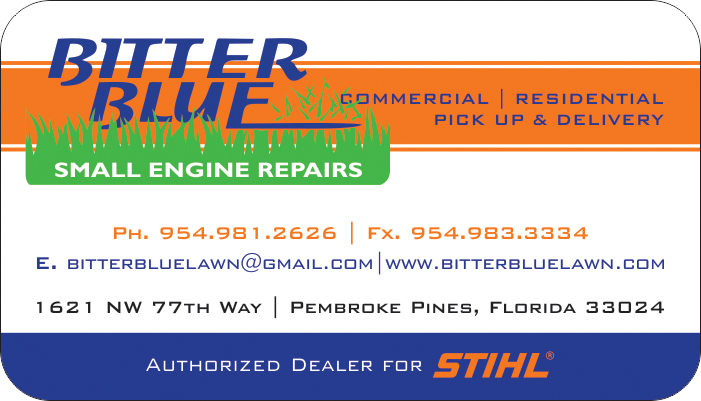 BITTER
BLUE
COMMERCIAL | RESIDENTIAL
PICK UP & DELIVERY
SMALL ENGINE REPAIRS
PH. 954.981.2626 | FX. 954.983.3334
E. BITTERBLUELAWN@GMAIL.COM|WWW.BITTERBLUELAWN.COM
1621 NW 77TH WAY | PEMBROKE PINES, FLORIDA 33024
AUTHORIZED DEALER FOR STIHL®